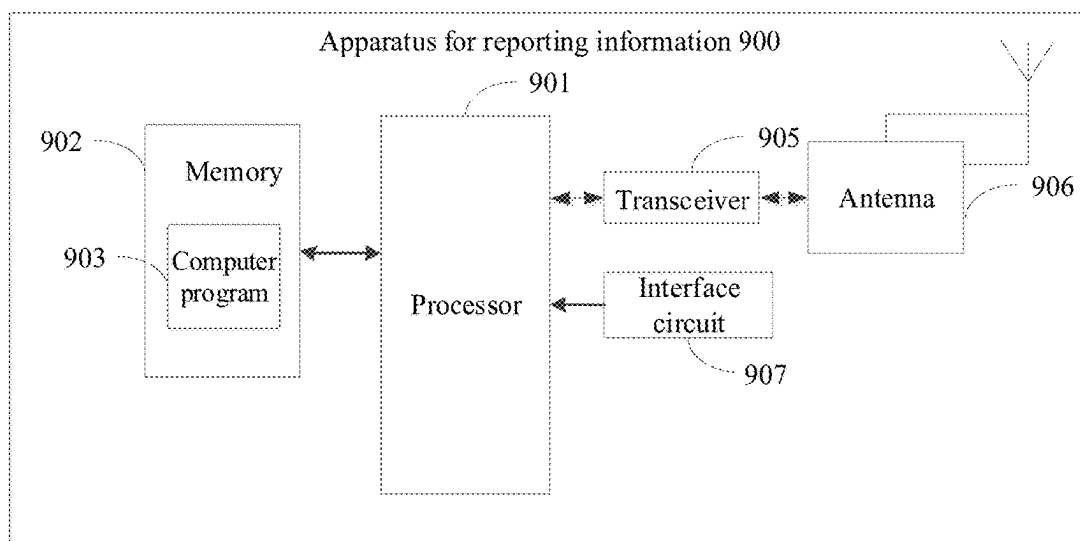 Apparatus for reporting information 900
901
902
Memory
903
Computer
program
Processor
905
Transceiver
Antenna
906
Interface
circuit
907